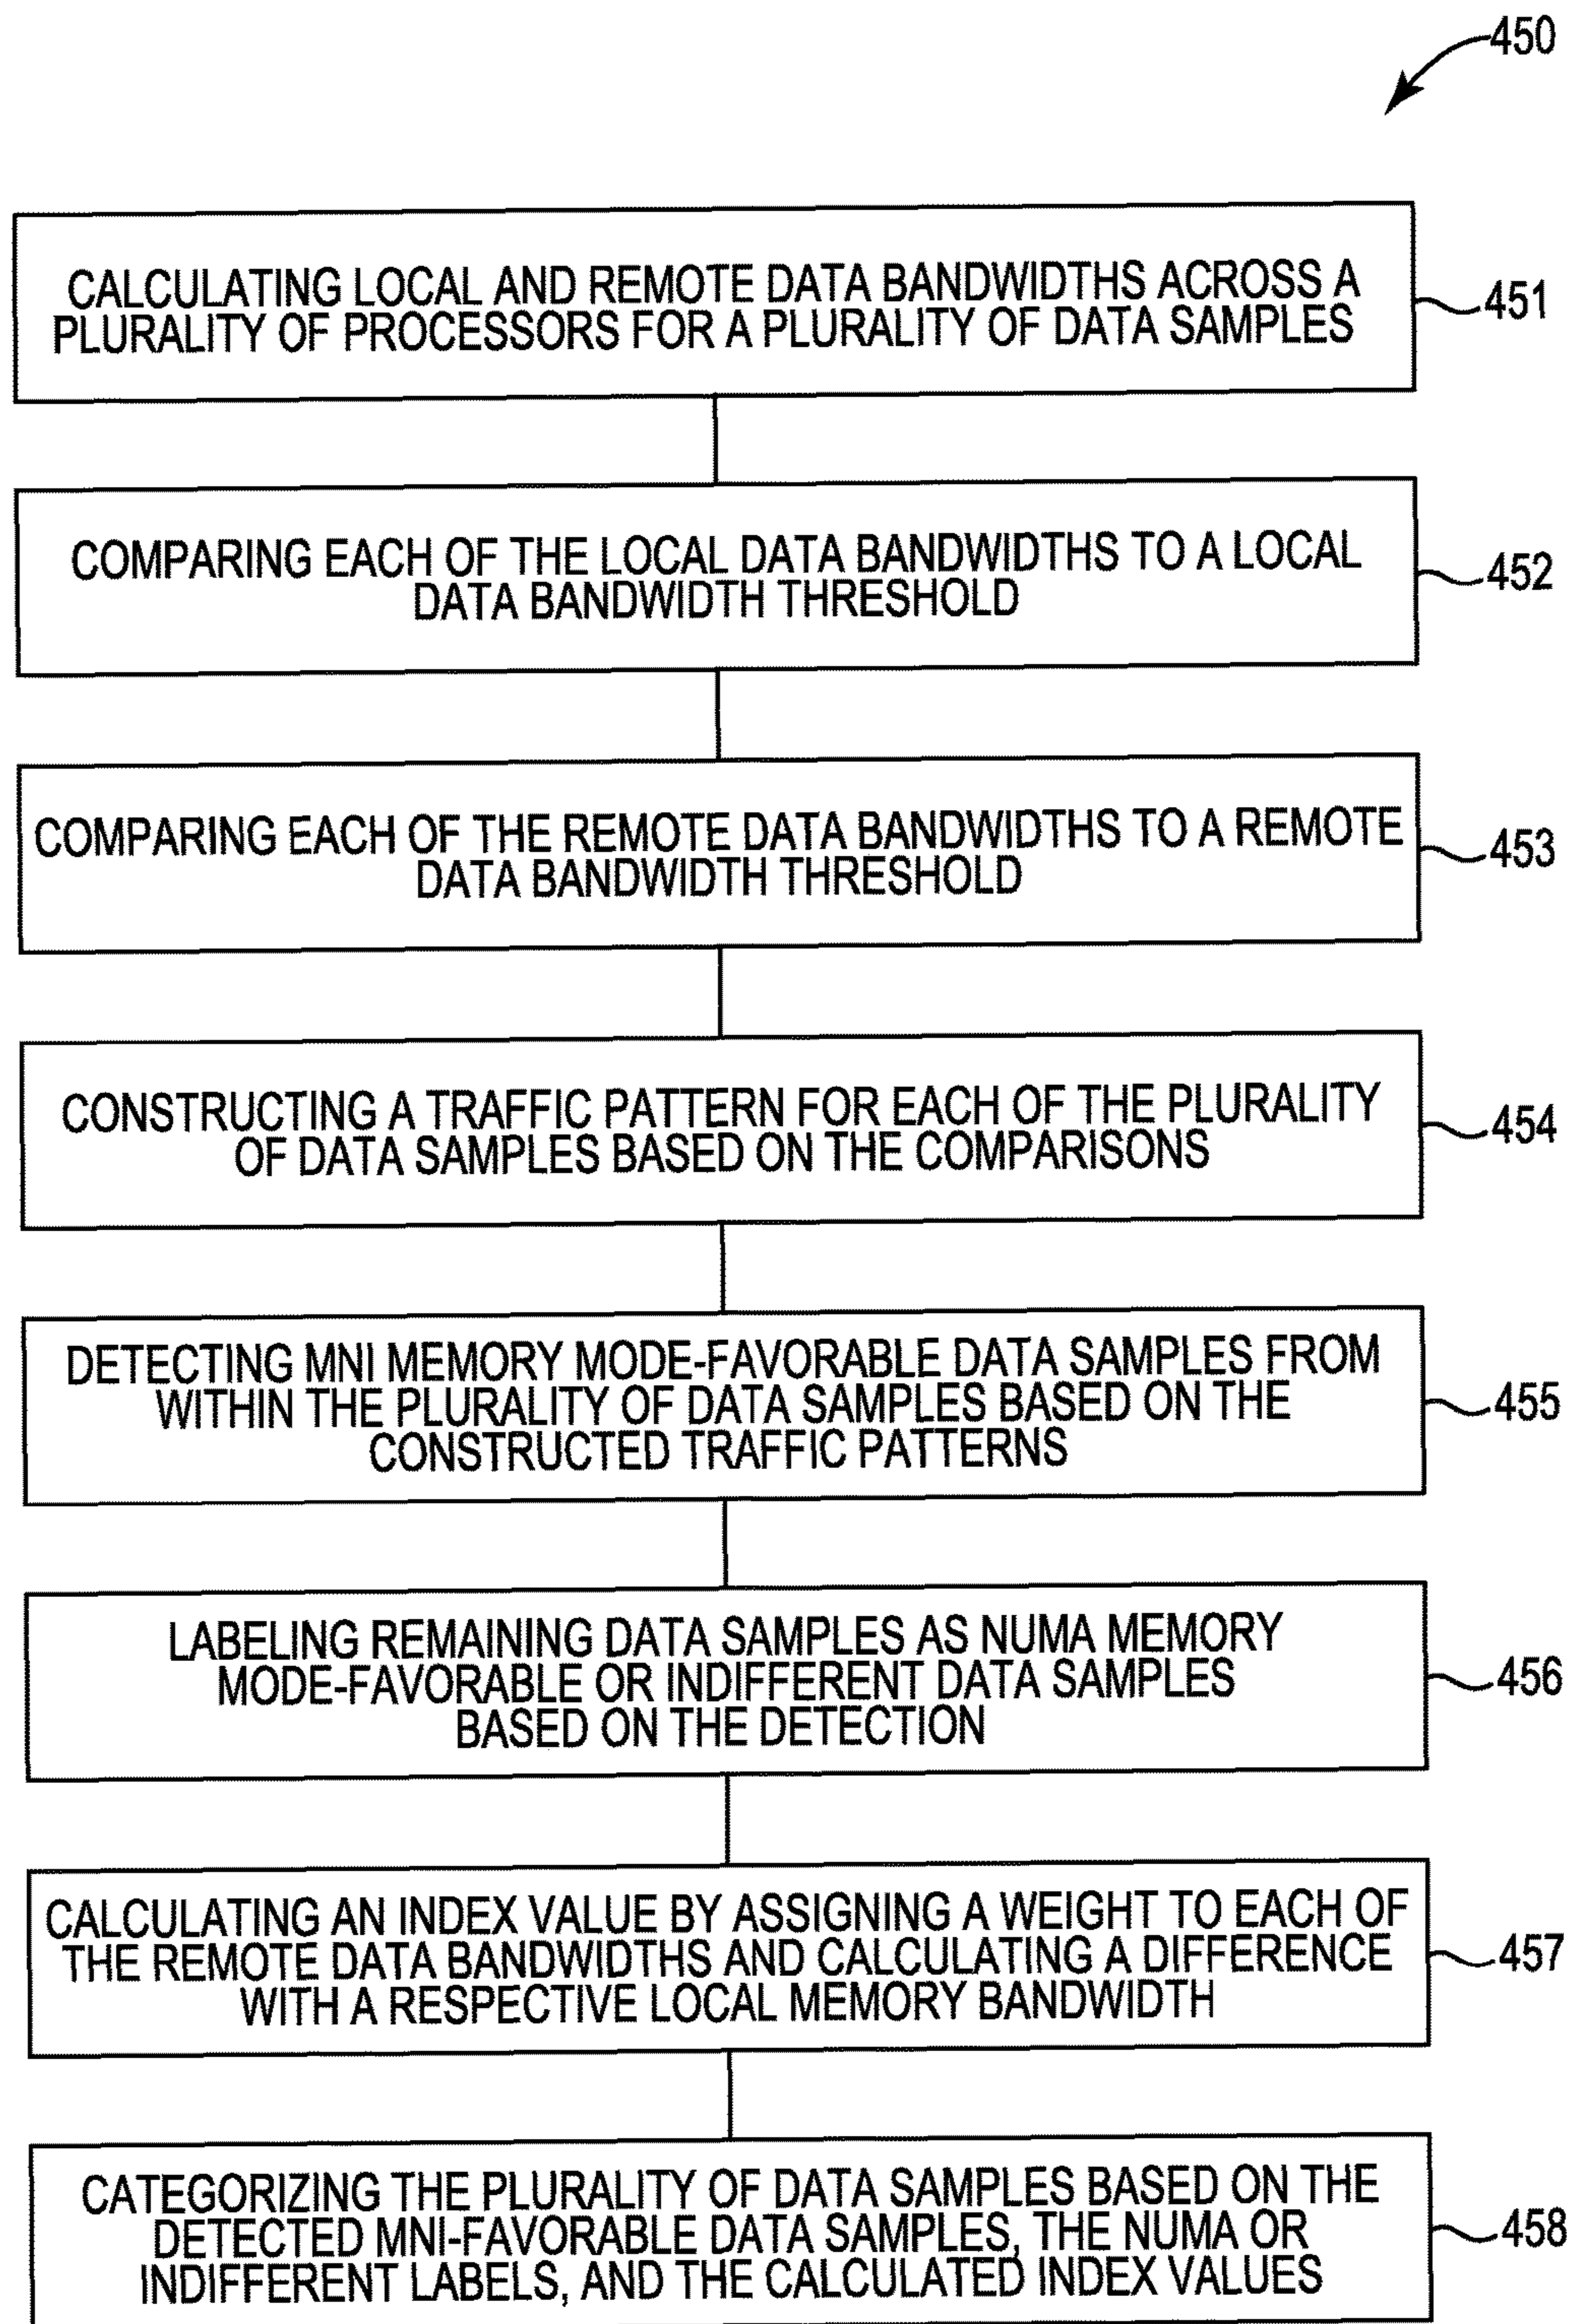 450
CALCULATING LOCAL AND REMOTE DATA BANDWIDTHS ACROSS A
PLURALITY OF PROCESSORS FOR A PLURALITY OF DATA SAMPLES
451
COMPARING EACH OF THE LOCAL DATA BANDWIDTHS TO A LOCAL
DATA BANDWIDTH THRESHOLD
452
COMPARING EACH OF THE REMOTE DATA BANDWIDTHS TO A REMOTE
DATA BANDWIDTH THRESHOLD
453
CONSTRUCTING A TRAFFIC PATTERN FOR EACH OF THE PLURALITY
OF DATA SAMPLES BASED ON THE COMPARISONS
454
DETECTING MNI MEMORY MODE-FAVORABLE DATA SAMPLES FROM
WITHIN THE PLURALITY OF DATA SAMPLES BASED ON THE
CONSTRUCTED TRAFFIC PATTERNS
455
LABELING REMAINING DATA SAMPLES AS NUMA MEMORY
MODE-FAVORABLE OR INDIFFERENT DATA SAMPLES
BASED ON THE DETECTION
456
CALCULATING AN INDEX VALUE BY ASSIGNING A WEIGHT TO EACH OF
THE REMOTE DATA BANDWIDTHS AND CALCULATING A DIFFERENCE
WITH A RESPECTIVE LOCAL MEMORY BANDWIDTH
457
CATEGORIZING THE PLURALITY OF DATA SAMPLES BASED ON THE
DETECTED MNI-FAVORABLE DATA SAMPLES, THE NUMA OR
INDIFFERENT LABELS, AND THE CALCULATED INDEX VALUES
458